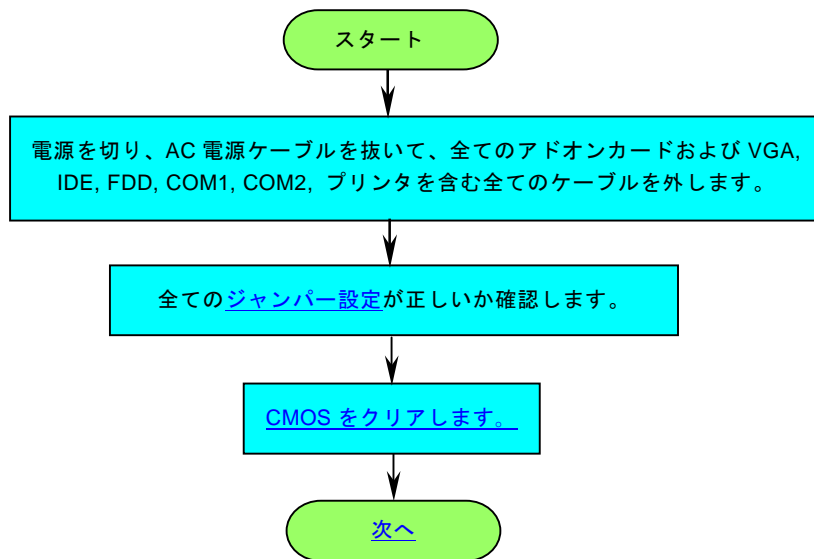 スタート
電源を切り、AC 電源ケーブルを抜いて、全てのアドオンカードおよび VGA,
IDE, FDD, COM1, COM2, プリンタを含む全てのケーブルを外します。
全てのジャンパー設定が正しいか確認します。
CMOS をクリアします。
次へ